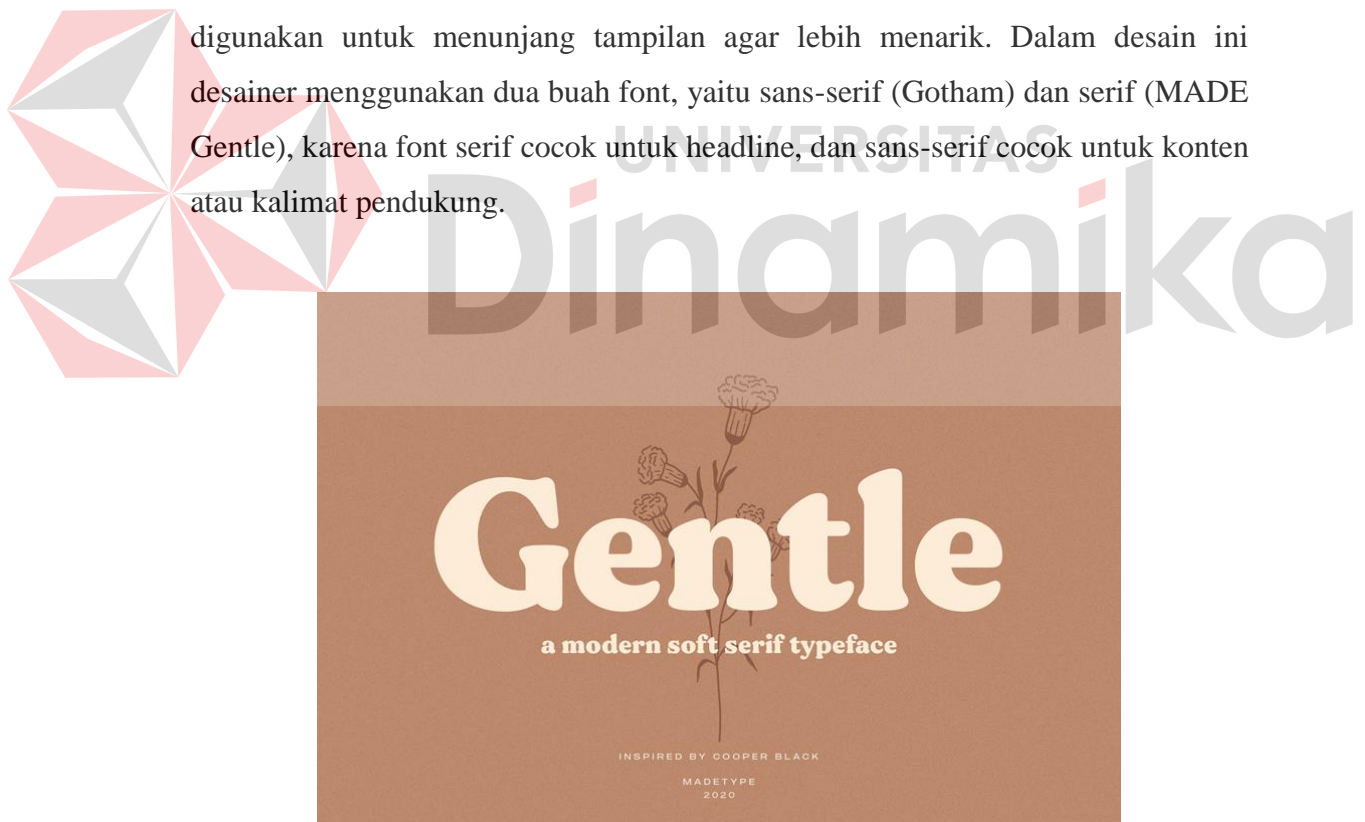 digunakan untuk menunjang tampilan agar lebih menarik. Dalam desain ini
desainer menggunakan dua buah font, yaitu sans-serif (Gotham) dan serif (MADE
Gentle), karena font serif cocok untuk headline, dan sans-serif cocok untuk konten
atau kalimat pendukung.
UNIVERSITAS
Dinamika
Gentle
a modern soft serif typeface
INSPIRED BY COOPER BLACK
MADETYPE
2020